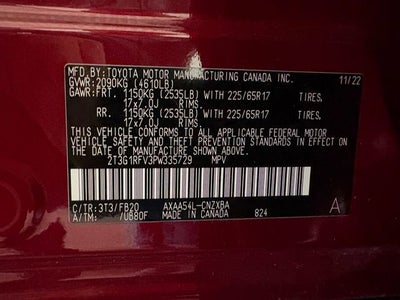 MFD. BY: TOYOTA MOTOR MANUFACTURING CANADA INC. 11/22
GVWR: 2090KG (4610LB)
GAWR: FRT. 1150KG (2535LB) WITH 225/65R17 TIRES.
17x7.0J RIMS.
RR. 1150KG (2535LB) WITH 225/65R17 TIRES.
17x7.0J RIMS.
THIS VEHICLE CONFORMS TO ALL APPLICABLE FEDERAL MOTOR
VEHICLE SAFETY AND THEFT PREVENTION STANDARDS IN EFFECT ON
THE DATE OF MANUFACTURE SHOWN ABOVE.
2T3G1RFV3PW335729 MPV
C/TR: 3T3/FB20 AXAA54L-CNZXBA A
A/TM: /UB80F MADE IN CANADA 824